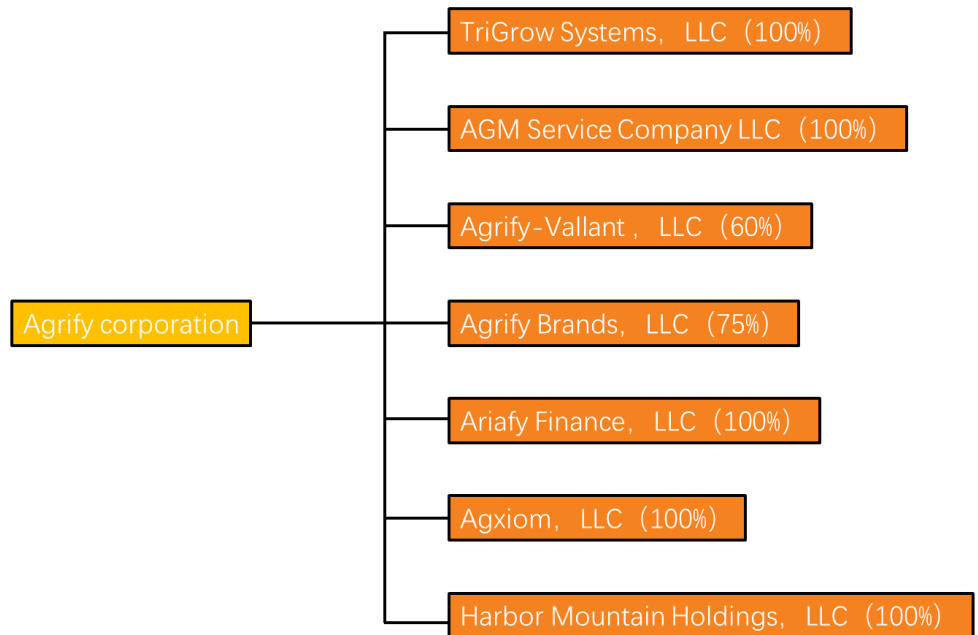 TriGrow Systems, LLC (100%)
AGM Service Company LLC (100%)
Agrify-Vallant , LLC (60%)
Agrify corporation
Agrify Brands, LLC (75%)
Ariafy Finance, LLC (100%)
Agxiom, LLC (100%)
Harbor Mountain Holdings, LLC (100%)